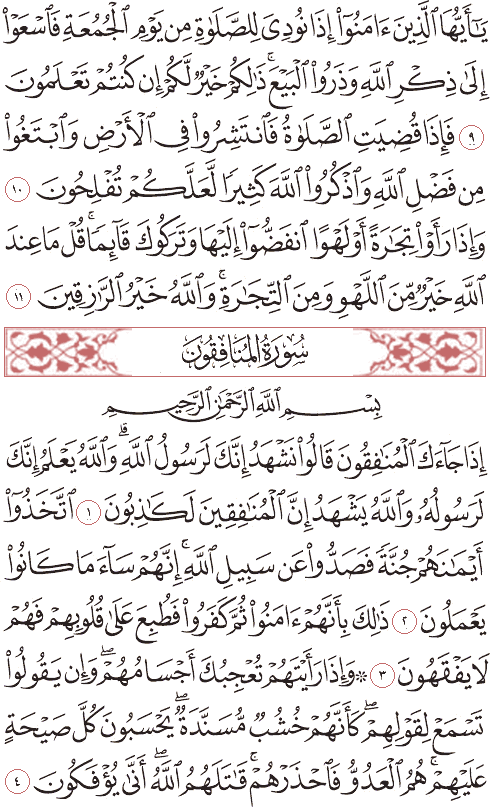 يَٰٓأَيُّهَا ٱلَّذِينَ ءَامَنُوٓا۟ إِذَا نُودِىَ لِلصَّلَوٰةِ مِن يَوْمِ ٱلْجُمُعَةِ فَٱسْعَوْا۟
إِلَىٰ ذِكْرِ ٱللَّهِ وَذَرُوا۟ ٱلْبَيْعَ ۚ ذَٰلِكُمْ خَيْرٌ لَّكُمْ إِن كُنتُمْ تَعْلَمُونَ
٩ فَإِذَا قُضِيَتِ ٱلصَّلَوٰةُ فَٱنتَشِرُوا۟ فِى ٱلْأَرْضِ وَٱبْتَغُوا۟
مِن فَضْلِ ٱللَّهِ وَٱذْكُرُوا۟ ٱللَّهَ كَثِيرًا لَّعَلَّكُمْ تُفْلِحُونَ ١٠
وَإِذَا رَأَوْا۟ تِجَٰرَةً أَوْ لَهْوًا ٱنفَضُّوٓا۟ إِلَيْهَا وَتَرَكُوكَ قَآئِمًا ۚ قُلْ مَا عِندَ
ٱللَّهِ خَيْرٌ مِّنَ ٱللَّهْوِ وَمِنَ ٱلتِّجَٰرَةِ ۚ وَٱللَّهُ خَيْرُ ٱلرَّٰزِقِينَ ١١
سُورَةُ المُنَافِقُونَ
بِسْمِ ٱللَّهِ ٱلرَّحْمَٰنِ ٱلرَّحِيمِ
إِذَا جَآءَكَ ٱلْمُنَٰفِقُونَ قَالُوا۟ نَشْهَدُ إِنَّكَ لَرَسُولُ ٱللَّهِ ۗ وَٱللَّهُ يَعْلَمُ إِنَّكَ
لَرَسُولُهُۥ وَٱللَّهُ يَشْهَدُ إِنَّ ٱلْمُنَٰفِقِينَ لَكَٰذِبُونَ ١ ٱتَّخَذُوٓا۟
أَيْمَٰنَهُمْ جُنَّةً فَصَدُّوا۟ عَن سَبِيلِ ٱللَّهِ ۚ إِنَّهُمْ سَآءَ مَا كَانُوا۟
يَعْمَلُونَ ٢ ذَٰلِكَ بِأَنَّهُمْ ءَامَنُوا۟ ثُمَّ كَفَرُوا۟ فَطُبِعَ عَلَىٰ قُلُوبِهِمْ فَهُمْ
لَا يَفْقَهُونَ ٣ ۞ وَإِذَا رَأَيْتَهُمْ تُعْجِبُكَ أَجْسَامُهُمْ ۖ وَإِن يَقُولُوا۟
تَسْمَعْ لِقَوْلِهِمْ ۖ كَأَنَّهُمْ خُشُبٌ مُّسَنَّدَةٌ ۖ يَحْسَبُونَ كُلَّ صَيْحَةٍ
عَلَيْهِمْ ۚ هُمُ ٱلْعَدُوُّ فَٱحْذَرْهُمْ ۚ قَٰتَلَهُمُ ٱللَّهُ ۖ أَنَّىٰ يُؤْفَكُونَ ٤